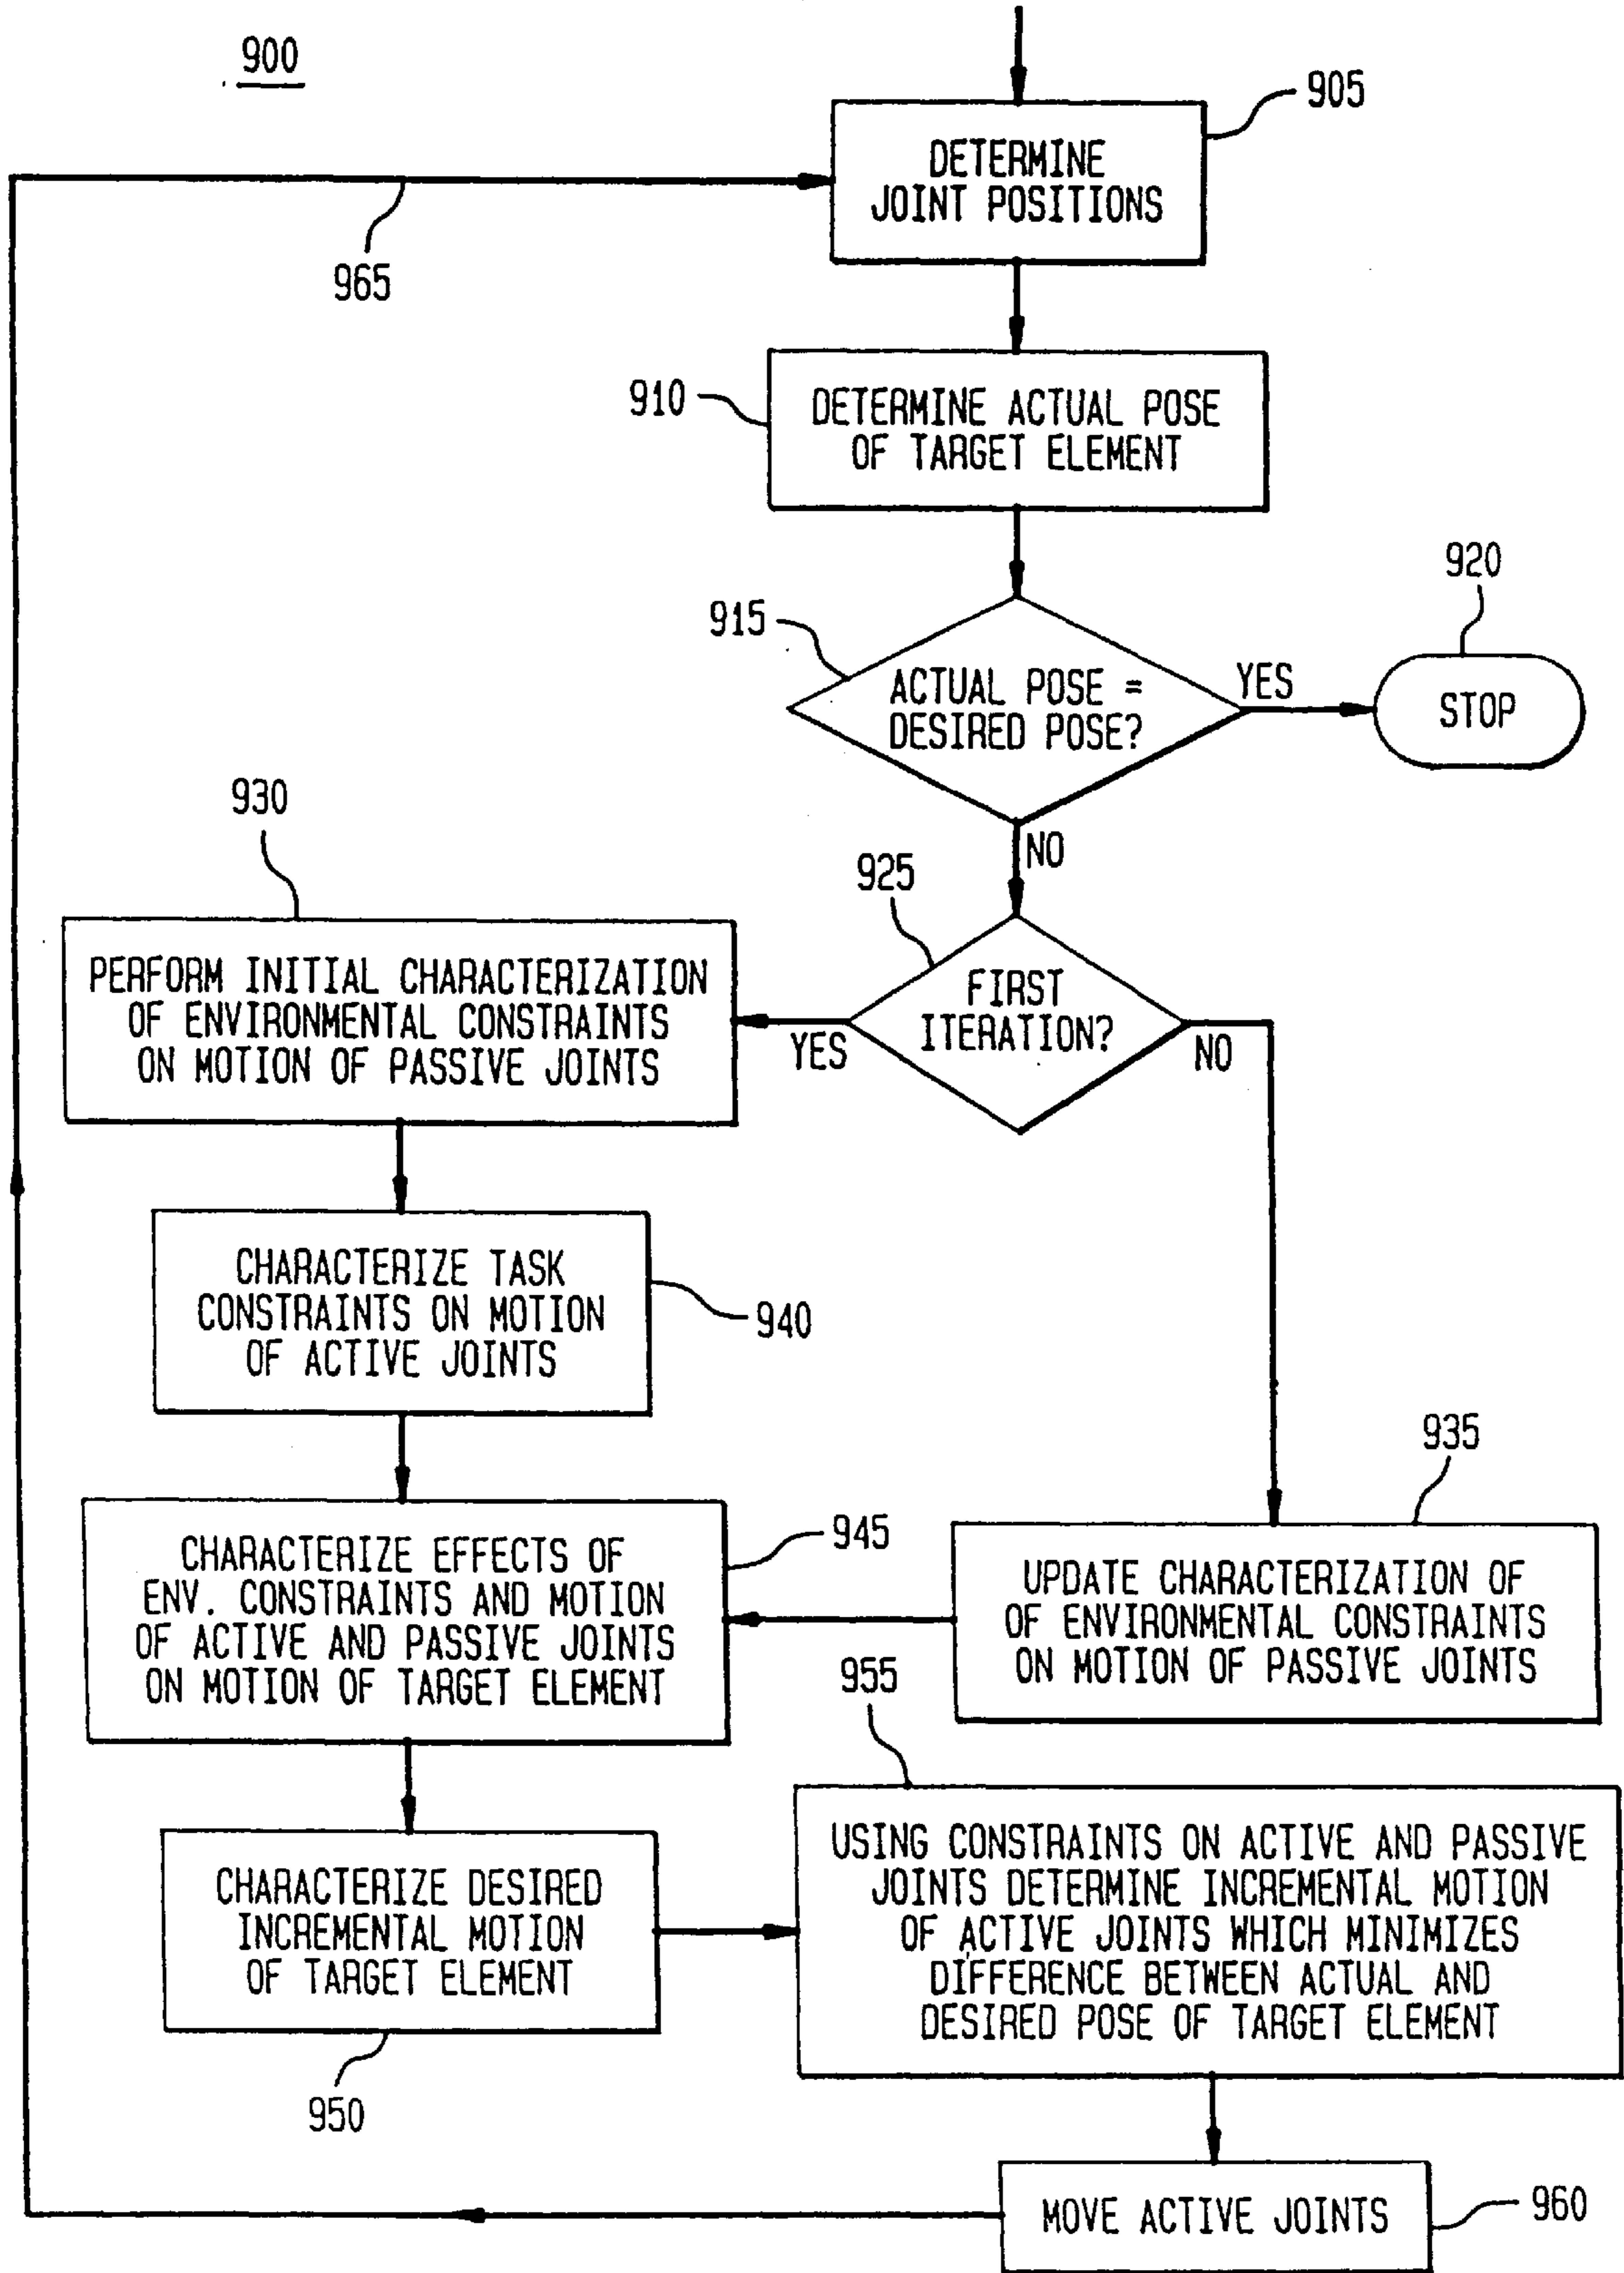 900
905
DETERMINE
JOINT POSITIONS
965
910
DETERMINE ACTUAL POSE
OF TARGET ELEMENT
920
915
ACTUAL POSE =
DESIRED POSE?
YES
STOP
NO
930
925
PERFORM INITIAL CHARACTERIZATION
OF ENVIRONMENTAL CONSTRAINTS
ON MOTION OF PASSIVE JOINTS
FIRST
ITERATION?
YES
NO
CHARACTERIZE TASK
CONSTRAINTS ON MOTION
OF ACTIVE JOINTS
940
935
CHARACTERIZE EFFECTS OF
ENV. CONSTRAINTS AND MOTION
OF ACTIVE AND PASSIVE JOINTS
ON MOTION OF TARGET ELEMENT
945
UPDATE CHARACTERIZATION OF
OF ENVIRONMENTAL CONSTRAINTS
ON MOTION OF PASSIVE JOINTS
955
CHARACTERIZE DESIRED
INCREMENTAL MOTION
OF TARGET ELEMENT
950
USING CONSTRAINTS ON ACTIVE AND PASSIVE
JOINTS DETERMINE INCREMENTAL MOTION
OF ACTIVE JOINTS WHICH MINIMIZES
DIFFERENCE BETWEEN ACTUAL AND
DESIRED POSE OF TARGET ELEMENT
MOVE ACTIVE JOINTS
960